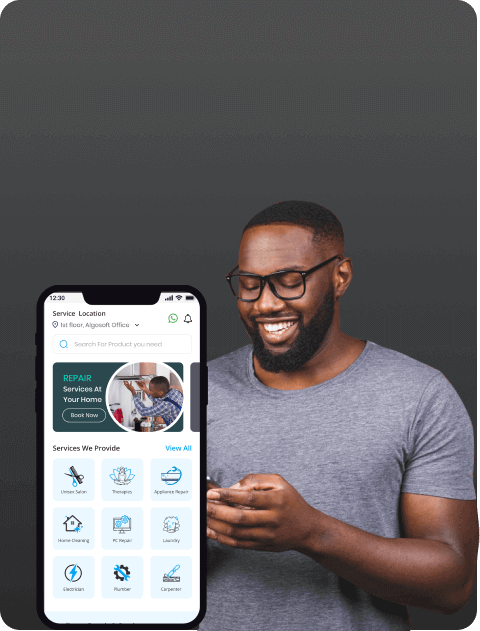 12:30
Service Location
1st floor, Algosoft Office
Search For Product you need
REPAIR
Services At
Your Home
Book Now
Services We Provide
View All
Unisex Salon
Therapies
Appliance Repair
Home Cleaning
PC Repair
Laundry
Electrician
Plumber
Carpenter